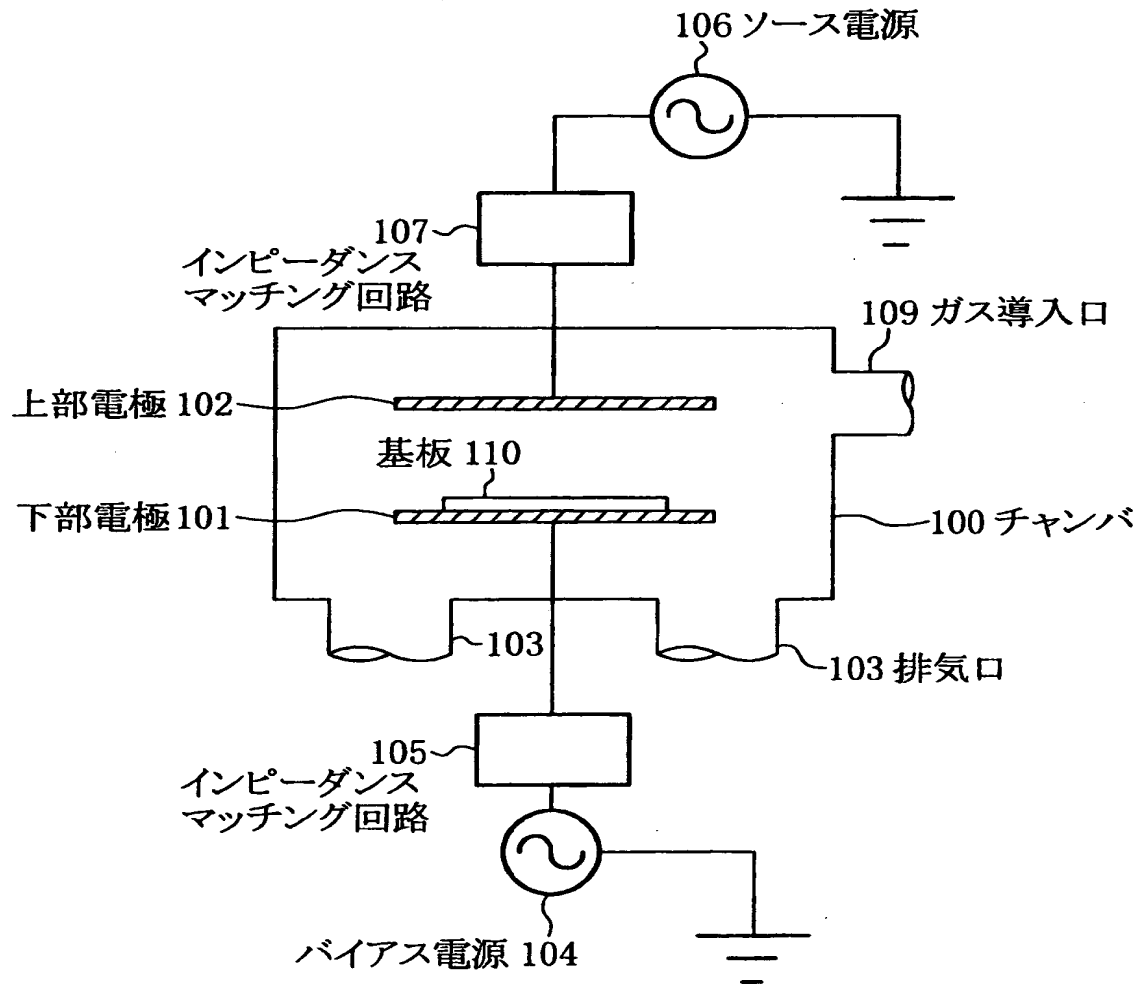 106 ソース電源
107
インピーダンス
マッチング回路
109 ガス導入口
上部電極 102
基板 110
下部電極 101
100 チャンバ
103
103 排気口
105
インピーダンス
マッチング回路
バイアス電源 104